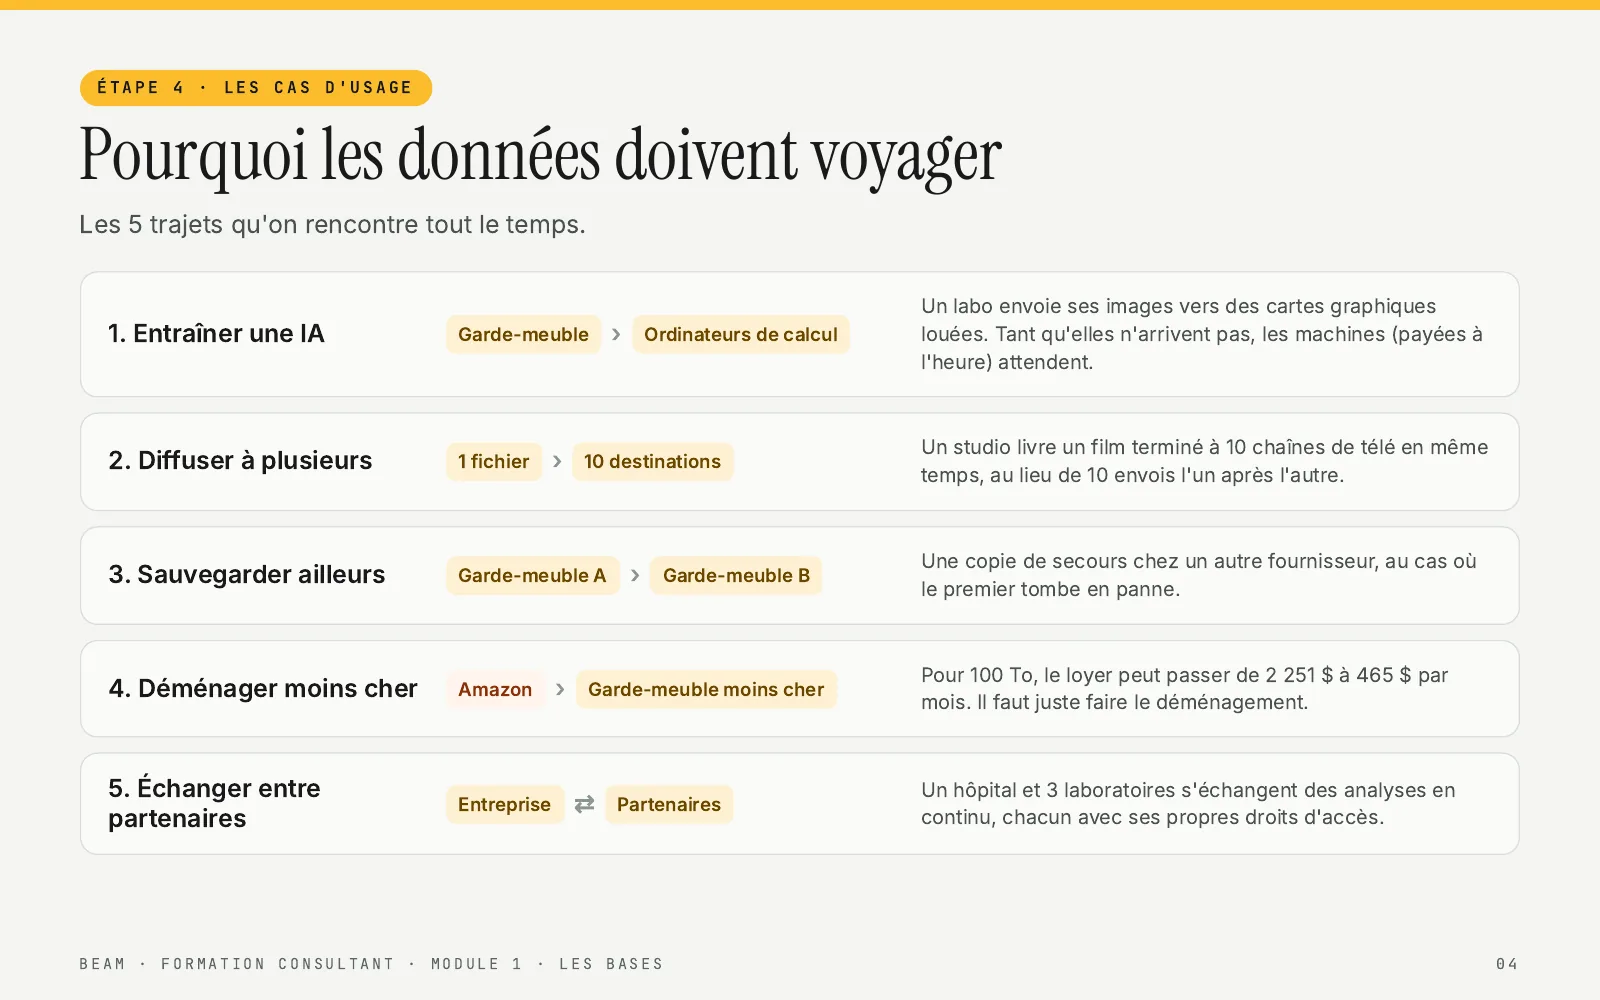 ÉTAPE 4 · LES CAS D'USAGE
Pourquoi les données doivent voyager
Les 5 trajets qu'on rencontre tout le temps.
1. Entraîner une IA
Garde-meuble › Ordinateurs de calcul
Un labo envoie ses images vers des cartes graphiques
louées. Tant qu'elles n'arrivent pas, les machines (payées à
l'heure) attendent.
2. Diffuser à plusieurs
1 fichier › 10 destinations
Un studio livre un film terminé à 10 chaînes de télé en même
temps, au lieu de 10 envois l'un après l'autre.
3. Sauvegarder ailleurs
Garde-meuble A › Garde-meuble B
Une copie de secours chez un autre fournisseur, au cas où
le premier tombe en panne.
4. Déménager moins cher
Amazon › Garde-meuble moins cher
Pour 100 To, le loyer peut passer de 2 251 $ à 465 $ par
mois. Il faut juste faire le déménagement.
5. Échanger entre
partenaires
Entreprise ⇄ Partenaires
Un hôpital et 3 laboratoires s'échangent des analyses en
continu, chacun avec ses propres droits d'accès.
BEAM · FORMATION CONSULTANT · MODULE 1 · LES BASES
04